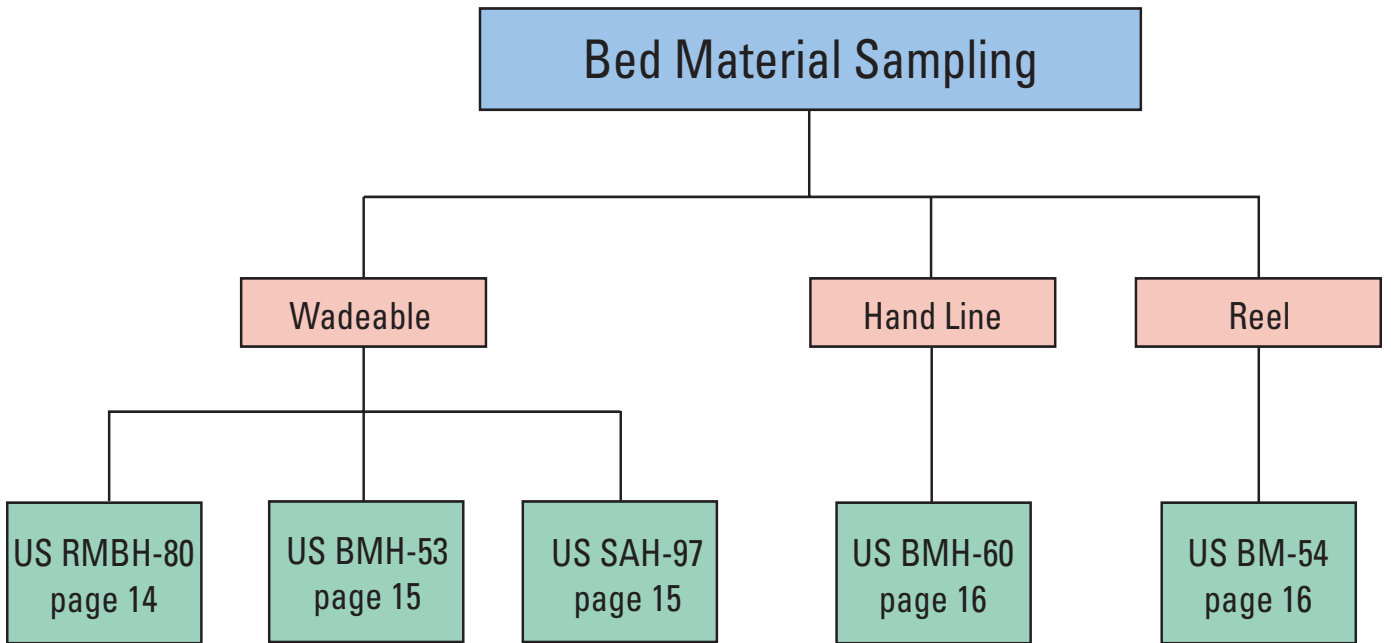 Bed Material Sampling
Wadeable
Hand Line
Reel
US RMBH-80
page 14
US BMH-53
page 15
US SAH-97
page 15
US BMH-60
page 16
US BM-54
page 16